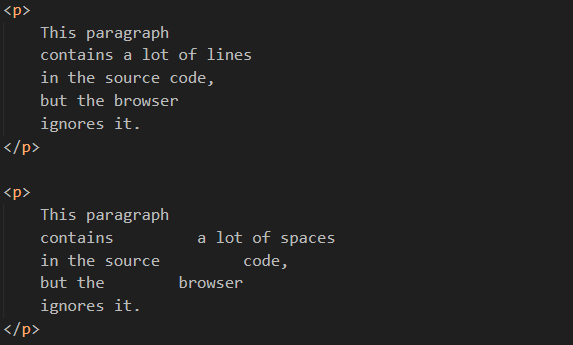 <p>
    This paragraph
    contains a lot of lines
    in the source code,
    but the browser
    ignores it.
</p>

<p>
    This paragraph
    contains         a lot of spaces
    in the source         code,
    but the        browser
    ignores it.
</p>